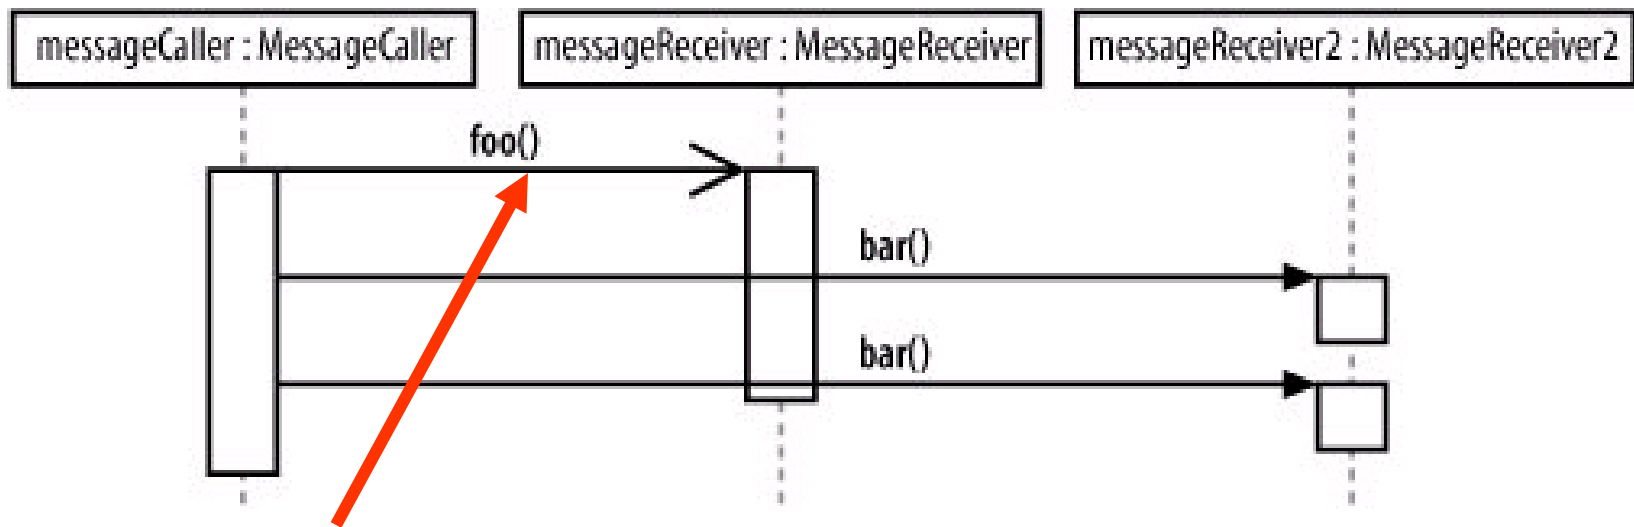 messageCaller : MessageCaller
messageReceiver : MessageReceiver
messageReceiver2 : MessageReceiver2
foo()
bar()
bar()